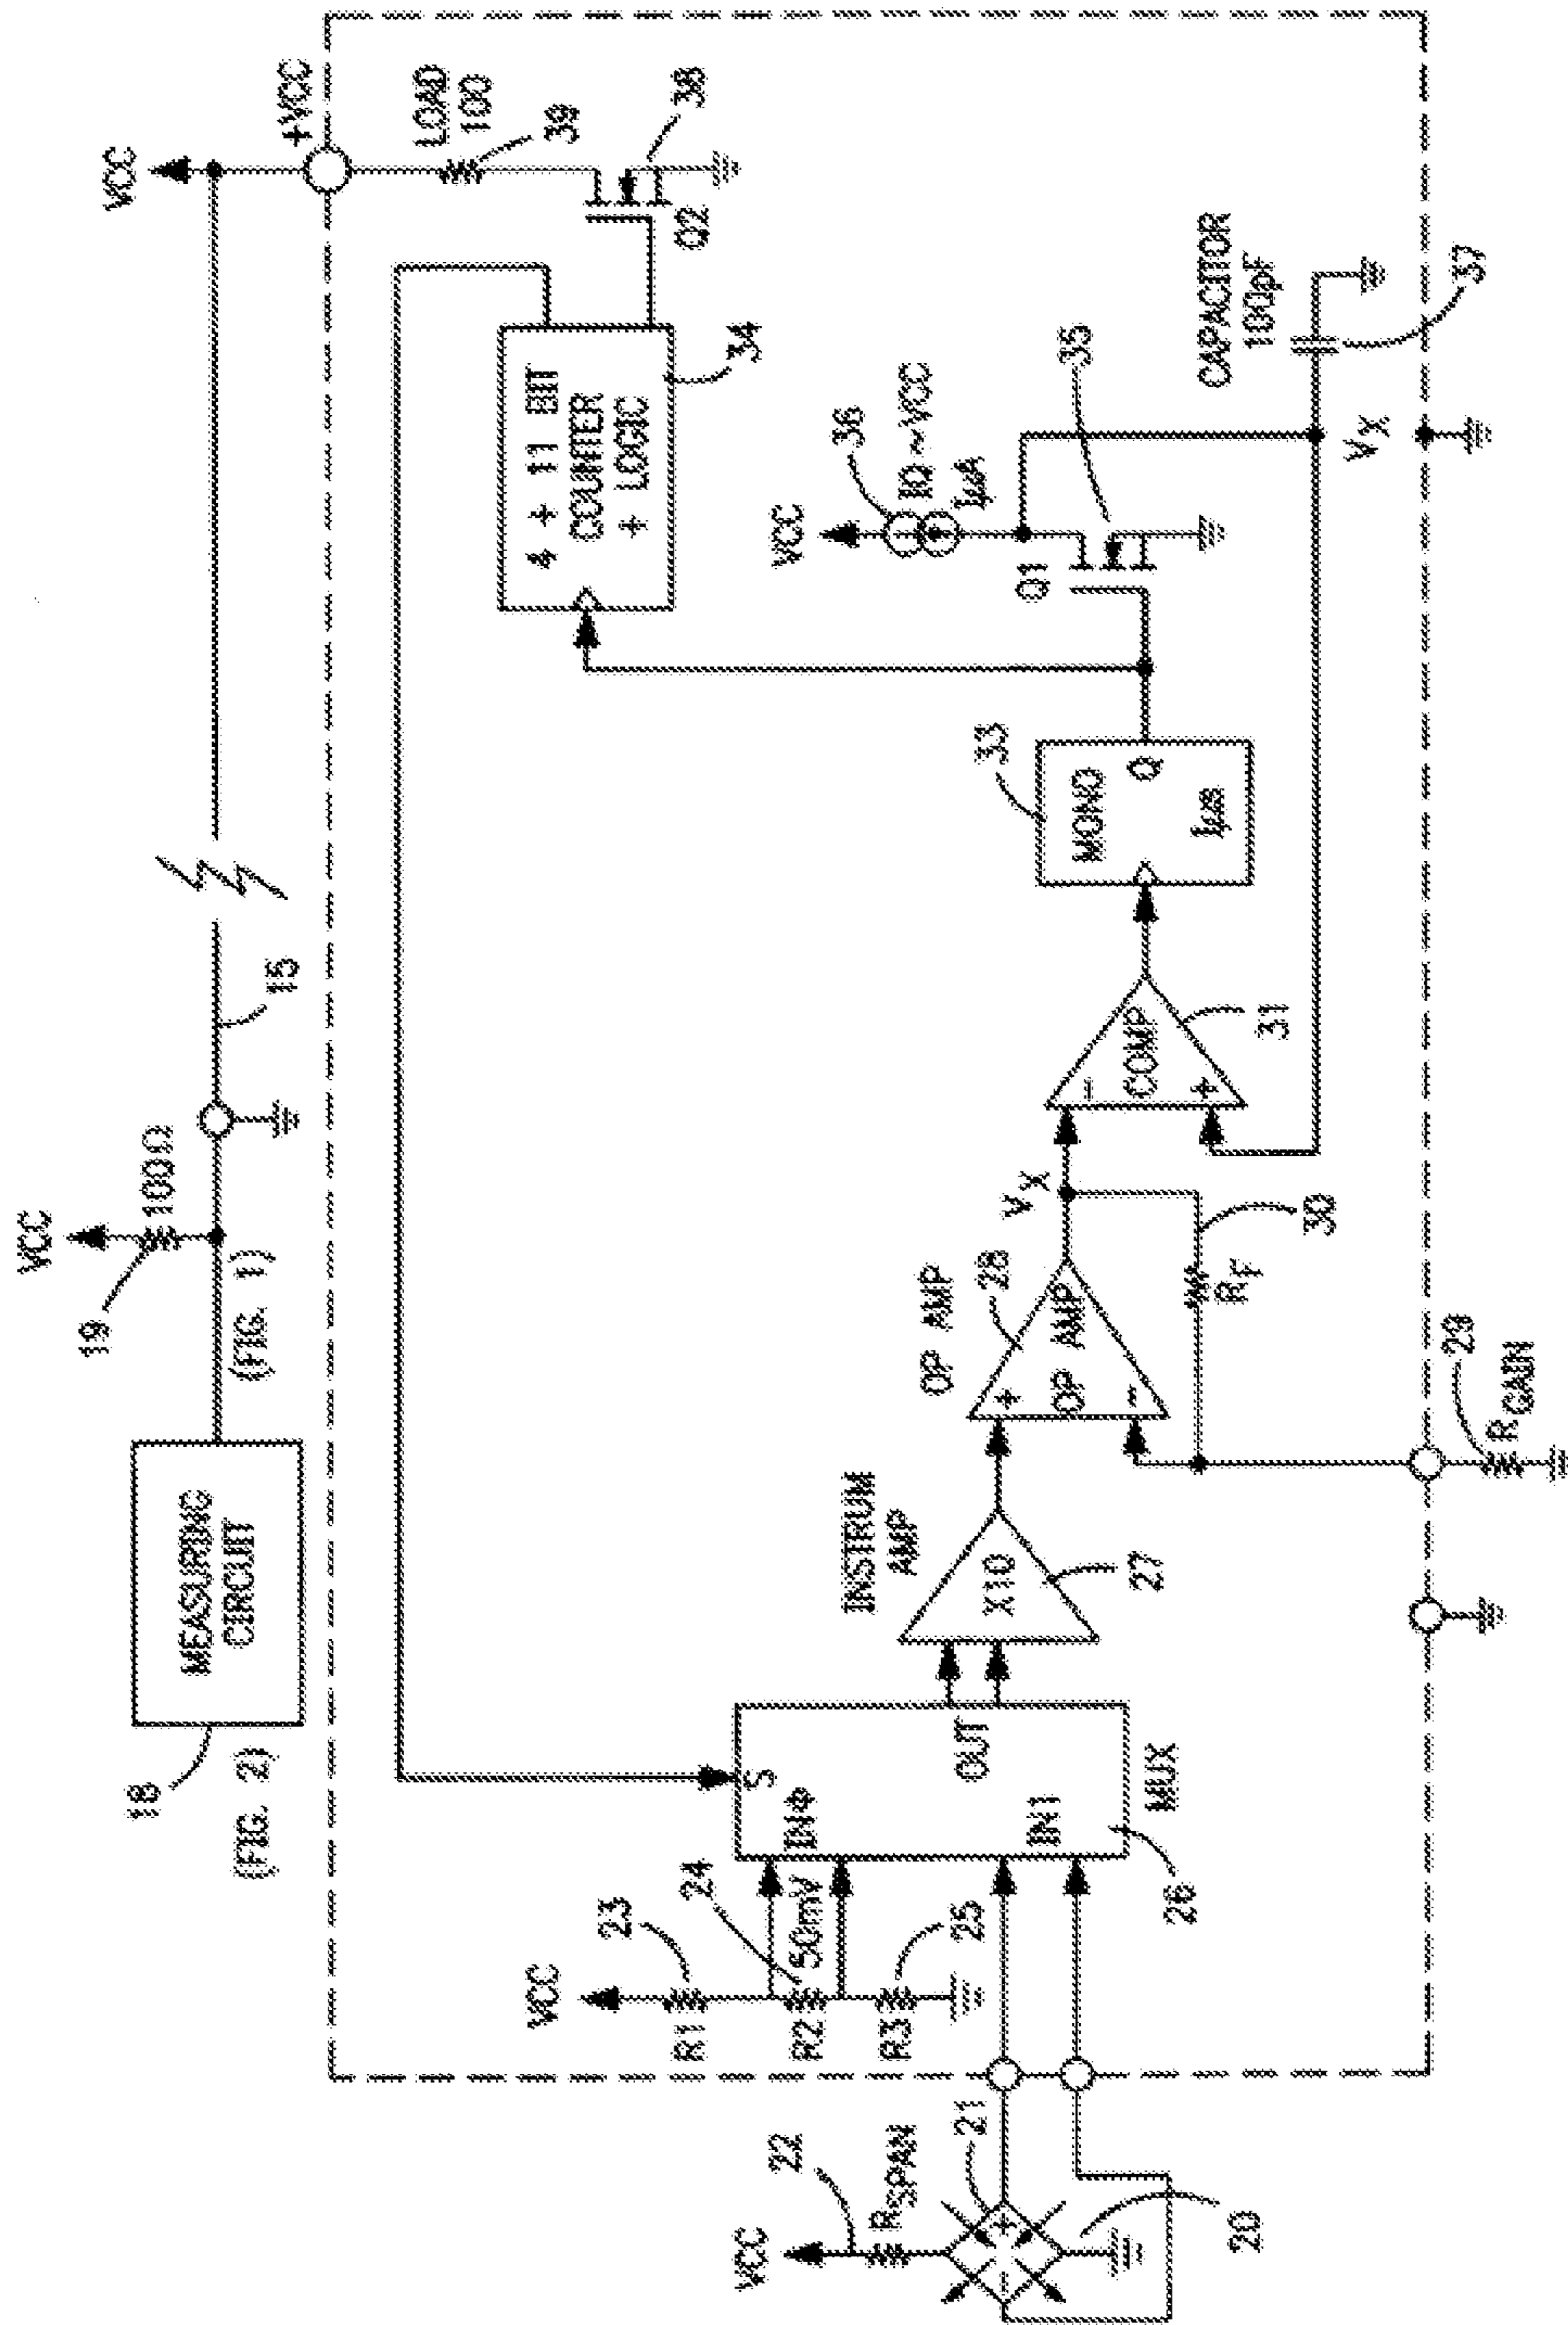 VCC
19
100Ω
MEASURING
CIRCUIT
18
(FIG. 2)
(FIG. 1)
15
VCC
+VCC
LOAD
100
39
38
Q2
4 + 11 BIT
COUNTER
+ LOGIC
34
VCC
R1
23
R2
24
50mV
R3
25
S
INΦ
OUT
IN1
MUX
26
INSTRUM
AMP
X10
27
OP AMP
28
+
OP AMP
-
VX
RF
30
-
COMP
+
31
33
MONO
Q
1μs
VCC
36
IQ ~VCC
1μA
Q1
35
CAPACITOR
100pF
37
VX
VCC
22
RSPAN
21
+
-
20
29
RGAIN